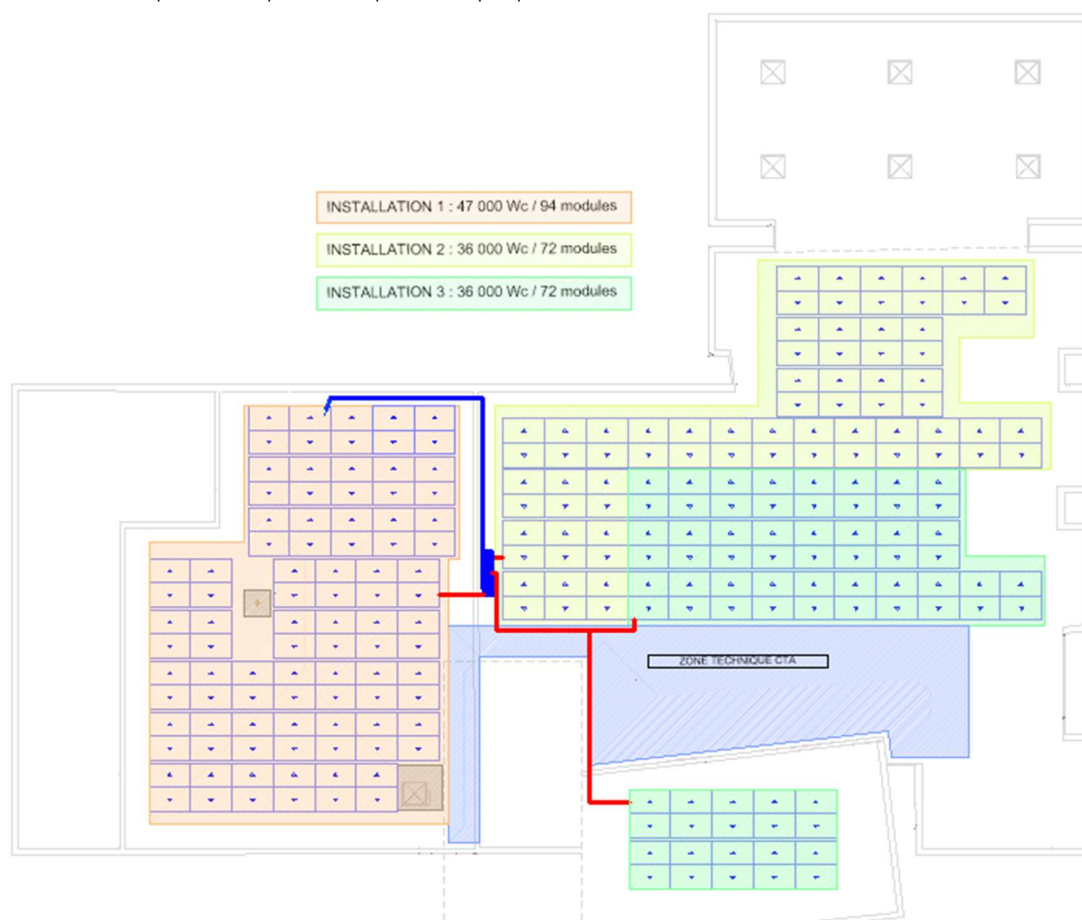 INSTALLATION 1 : 47 000 Wc / 94 modules
INSTALLATION 2 : 36 000 Wc / 72 modules
INSTALLATION 3 : 36 000 Wc / 72 modules
ZONE TECHNIQUE CTA